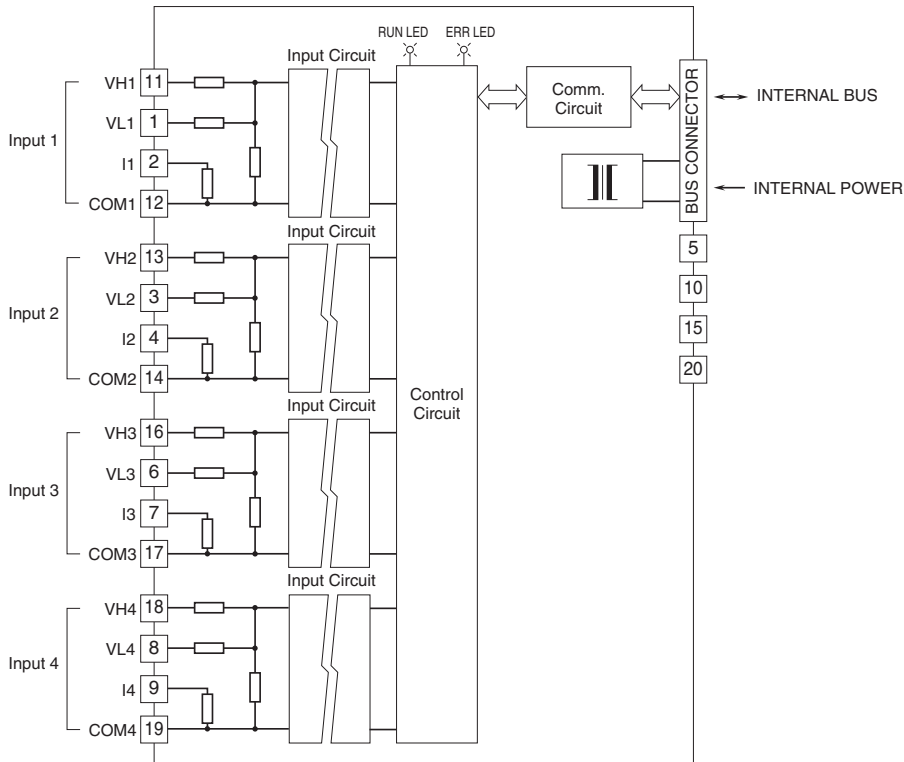 RUN LED
ERR LED
Input Circuit
VH1 11
VL1 1
Input 1
I1 2
COM1 12
Comm.
Circuit
BUS CONNECTOR
INTERNAL BUS
INTERNAL POWER
Input Circuit
VH2 13
VL2 3
Input 2
I2 4
COM2 14
5
10
15
20
Control
Circuit
Input Circuit
VH3 16
VL3 6
Input 3
I3 7
COM3 17
Input Circuit
VH4 18
VL4 8
Input 4
I4 9
COM4 19